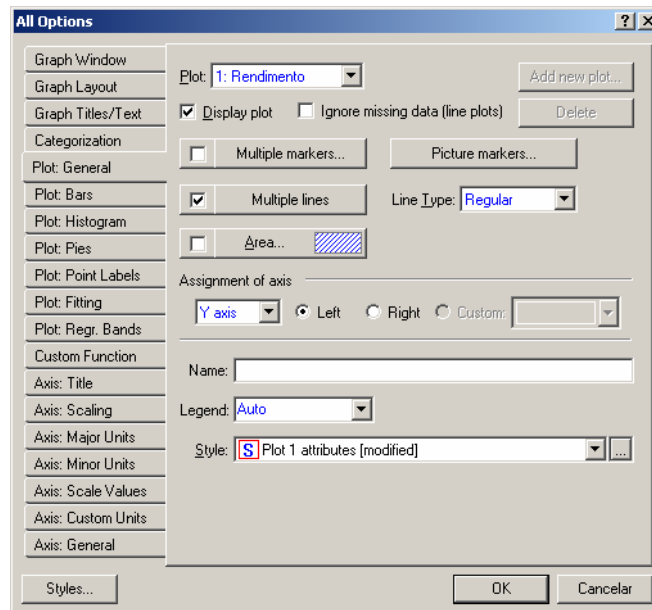 All Options
Graph Window
Graph Layout
Graph Titles/Text
Categorization
Plot: General
Plot: Bars
Plot: Histogram
Plot: Pies
Plot: Point Labels
Plot: Fitting
Plot: Regr. Bands
Custom Function
Axis: Title
Axis: Scaling
Axis: Major Units
Axis: Minor Units
Axis: Scale Values
Axis: Custom Units
Axis: General
Plot: 1: Rendimento Add new plot...
Display plot Ignore missing data (line plots) Delete
Multiple markers... Picture markers...
Multiple lines Line Type: Regular
Area...
Assignment of axis
Y axis Left Right Custom:
Name:
Legend: Auto
Style: S Plot 1 attributes [modified] ...
Styles... OK Cancelar